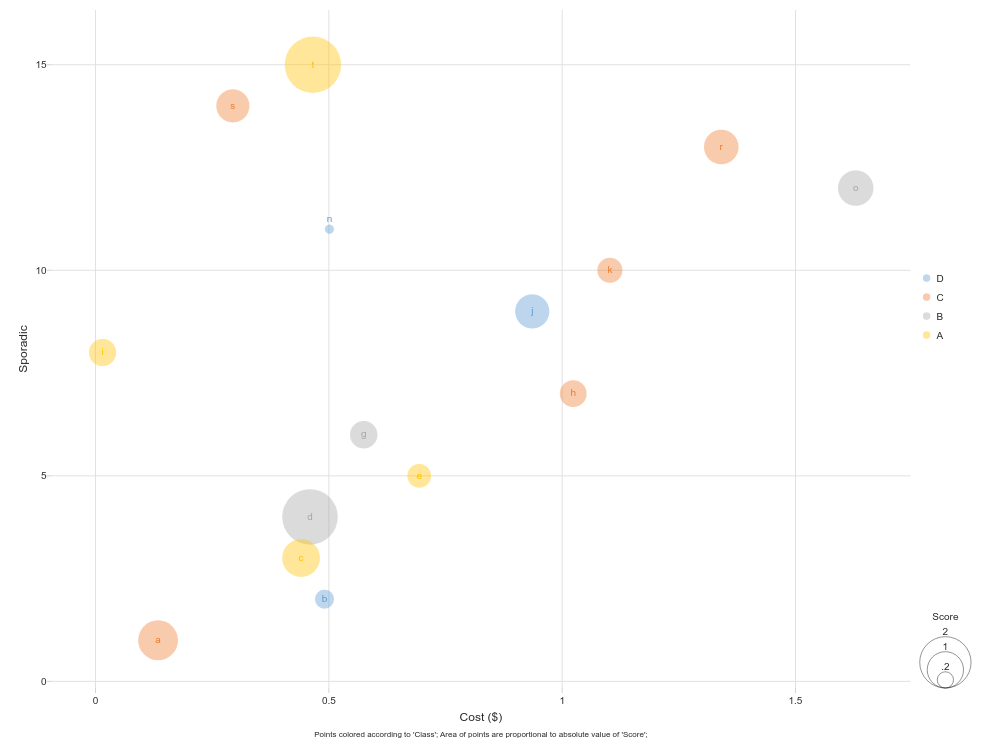 15
t
s
r
o
n
10
k
j
D
C
B
A
i
Sporadic
h
g
5
e
d
c
b
a
Score
2
1
.2
0
0
0.5
1
1.5
Cost ($)
Points colored according to 'Class'; Area of points are proportional to absolute value of 'Score';